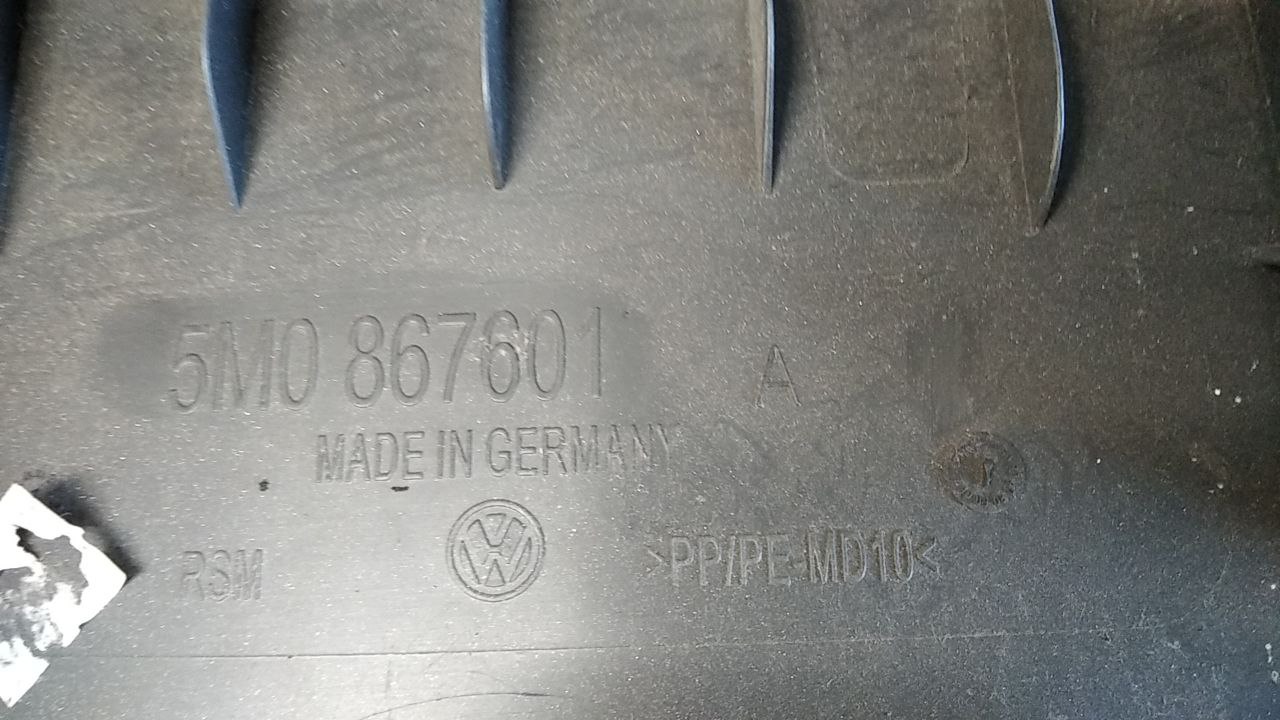 5M0 867601 A
MADE IN GERMANY
RSM
>PP/PE-MD10<